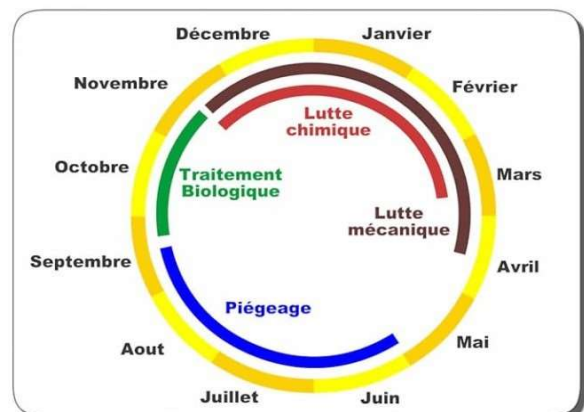 Décembre
Janvier
Novembre
Février
Lutte
chimique
Octobre
Traitement
Biologique
Mars
Lutte
mécanique
Septembre
Avril
Piégeage
Aout
Mai
Juillet
Juin